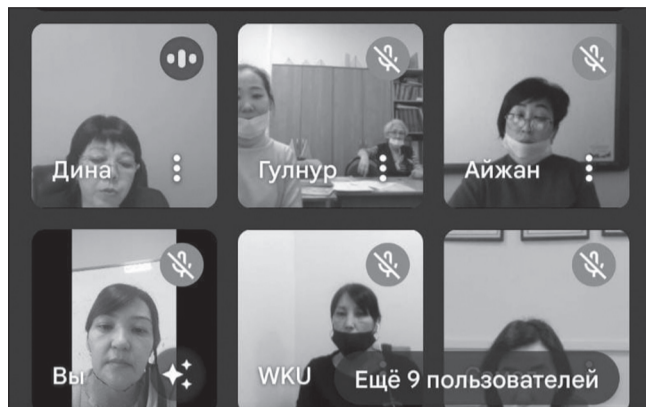 Дина
Гулнур
Айжан
Вы
WKU
Ещё 9 пользователей